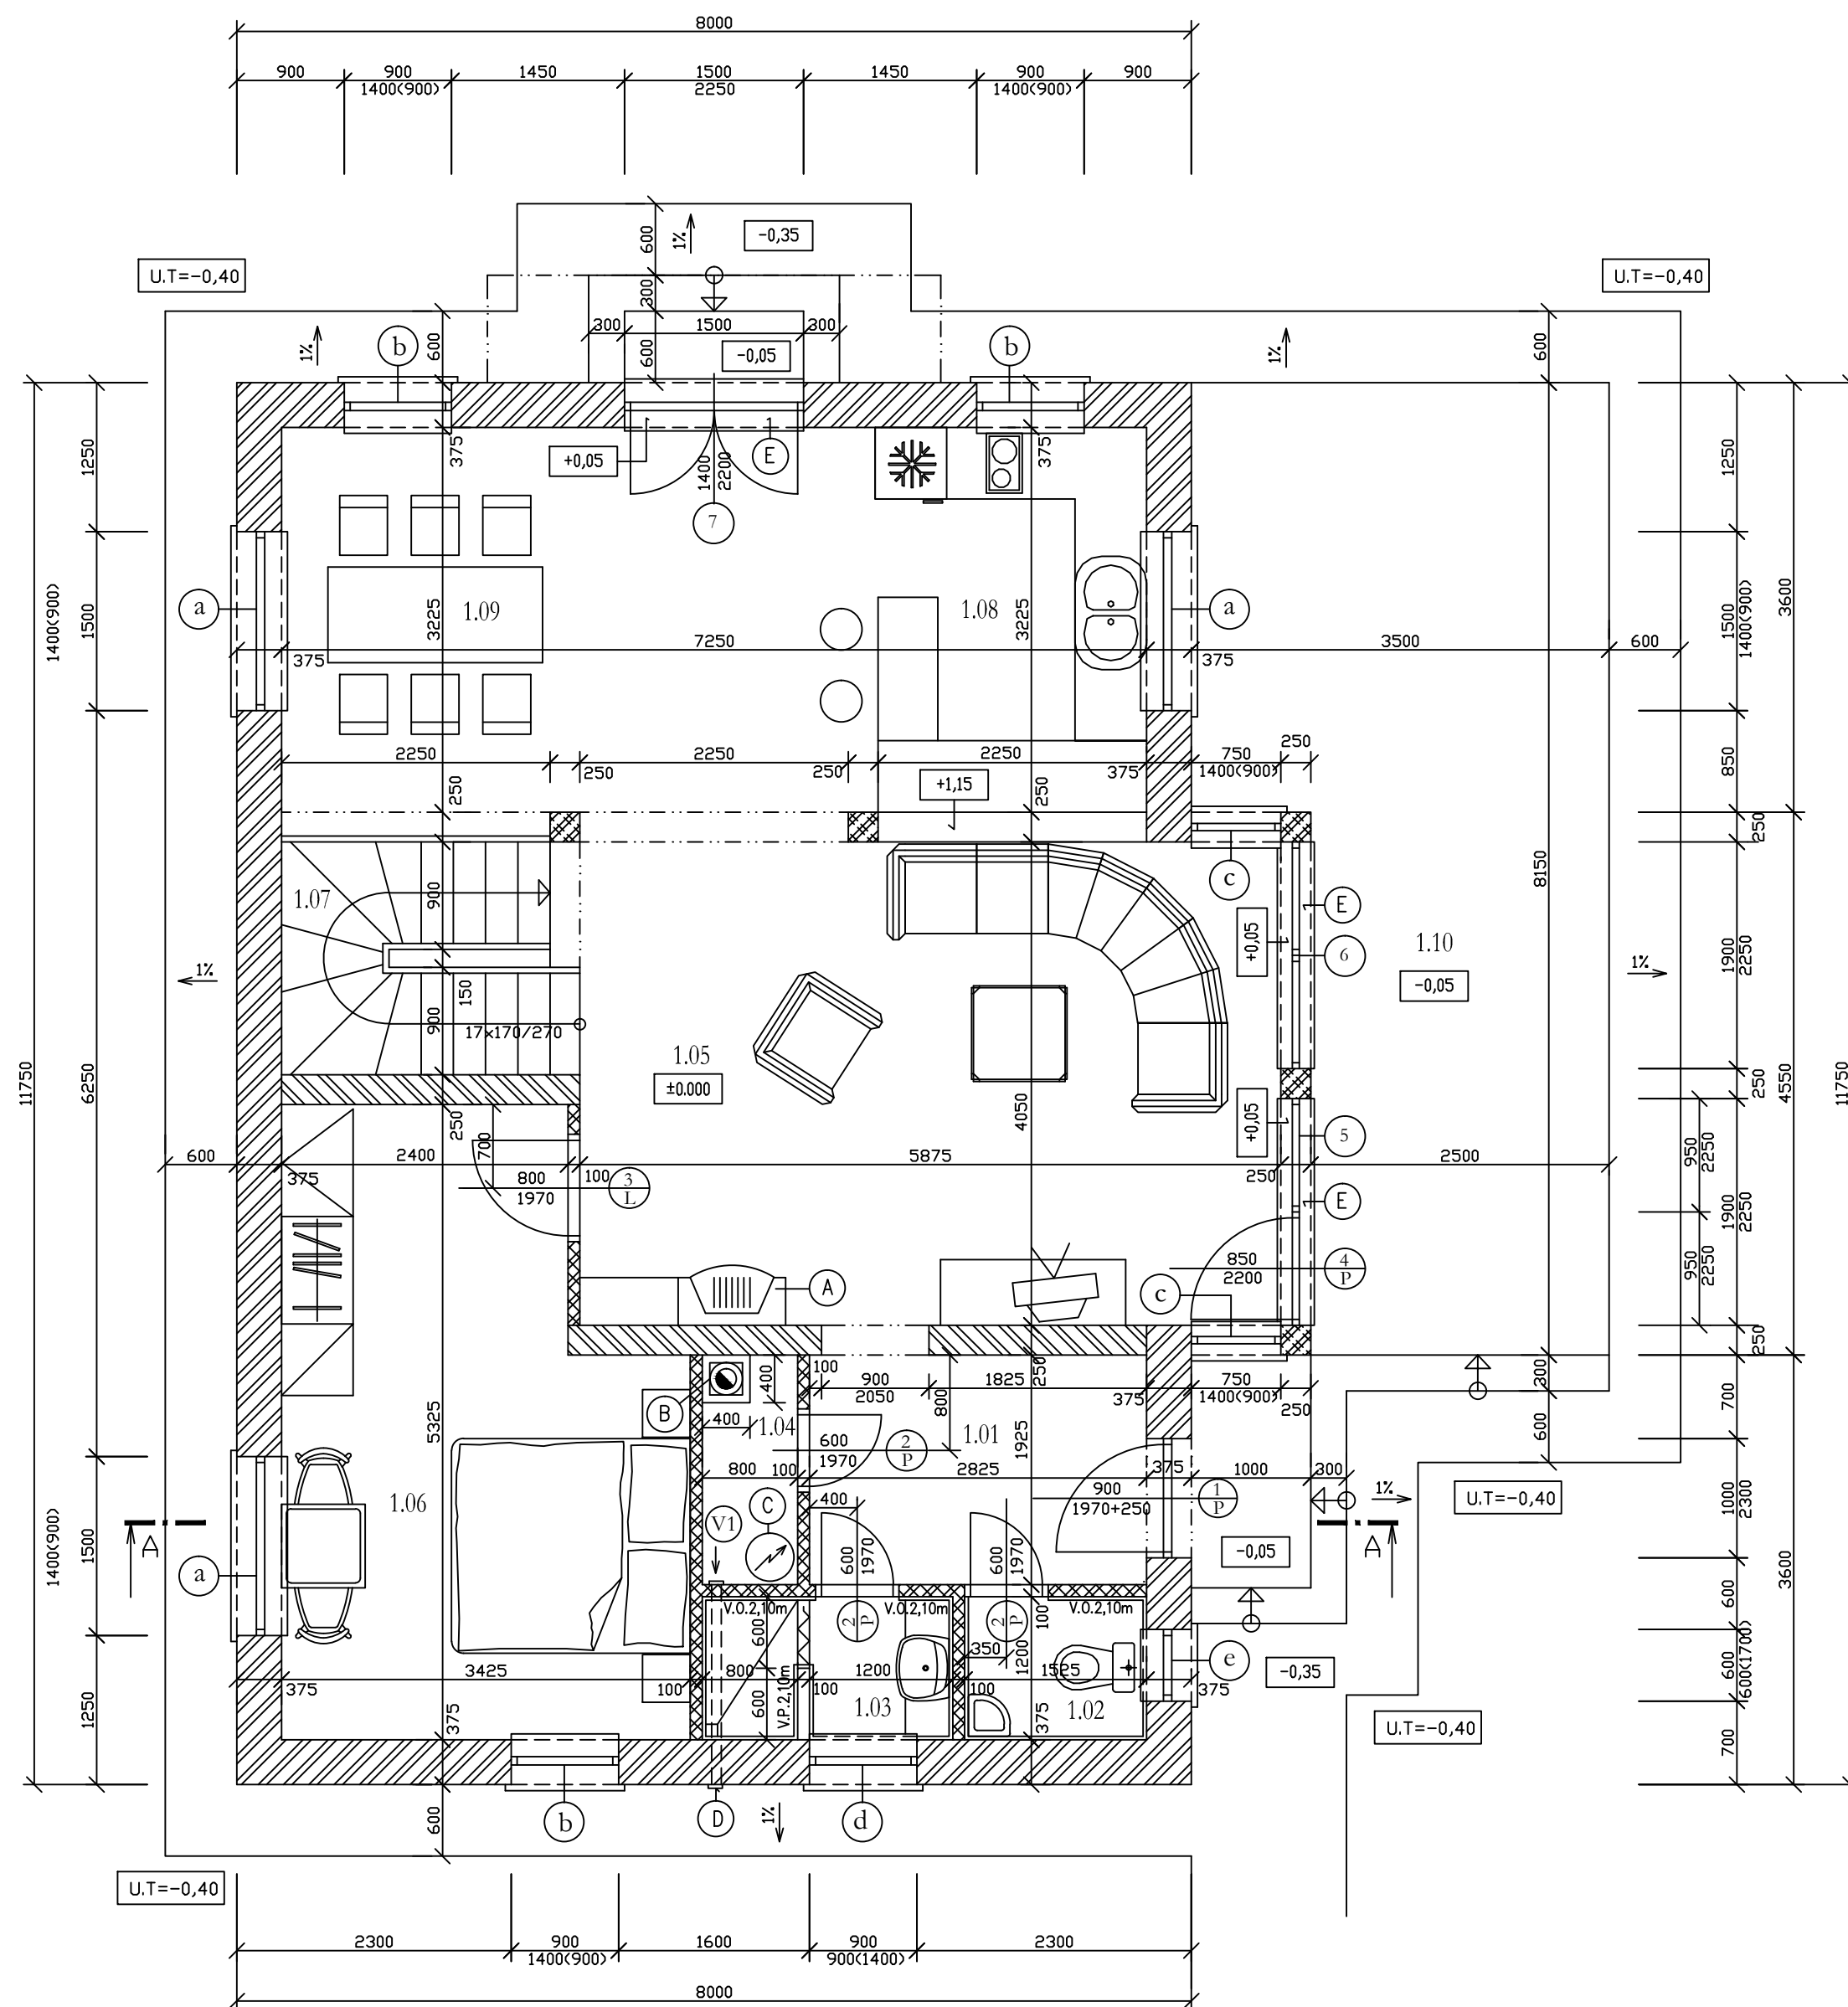 8000
900 900 1450 1500 1450 900 900
1400(900) 2250 1400(900)
600 1% -0,35
U.T=-0,40 U.T=-0,40
300
300 1500 300
1% b 600 600 -0,05 b 1% 600
375 +0,05 1400 2200 E 375
7
1250 1250
1400(900) 1500 a 1.09 3225 1.08 3225 a 1500 1400(900) 3600
375 7250 375 3500 600
2250 250 2250 250 2250 375 750 250
1400(900)
850
250 +1,15 250
250
c
1.07 900 E
+0,05 6 1.10 1900 2250 8150
1% 150 -0,05 1%
900 17x170/270
1.05
±0.000
11750 6250 4050 250 4550 11750
250 700 +0,05 5
600 375 2400 5875 250 2500 950 2250
800 100 3
1970 L
E 1900 2250
850 4
2200 P
950 2250
A c
250
400 100 900 1825 250 375 750 300 700
2050 1400(900)
B 400 1.04 800 250 600
5325 600 2 1.01 1925
1970 P
800 100 2825 375 1000 300
1.06 V1 C 400 900 1 1% U.T=-0,40
1970+250 P
1400(900) 1500 A 600 1970 600 1970 -0,05 A 1000 2300
a
V.O.2,10m V.O.2,10m V.O.2,10m 600 3600
600 2 P 2 P 100
350 1200 e -0,35
3425 800 1200 1525 600 600(1700)
375 100 V.P.2,10m 100 100 375
1250 375 600 1.03 1.02 375 U.T=-0,40
700
b D 1% d
600
U.T=-0,40
2300 900 1600 900 2300
1400(900) 900(1400)
8000